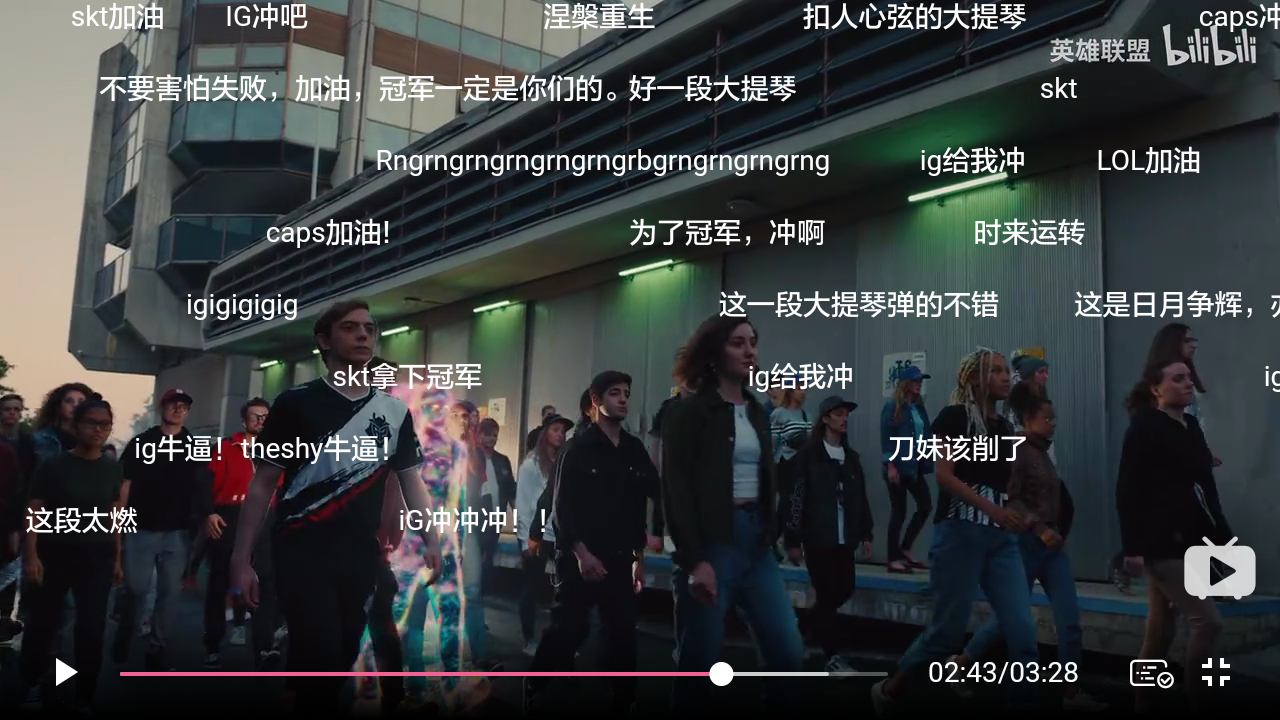 skt加油 IG冲吧 涅槃重生 扣人心弦的大提琴 caps冲
英雄联盟 bilibili
不要害怕失败，加油，冠军一定是你们的。好一段大提琴 skt
Rngrngrngrngrngrngrbgrngrngrngrng ig给我冲 LOL加油
caps加油！ 为了冠军，冲啊 时来运转
igigigigig 这一段大提琴弹的不错 这是日月争辉，
skt拿下冠军 ig给我冲 ig
ig牛逼！theshy牛逼！ 刀妹该削了
这段太燃 iG冲冲冲！！
02:43/03:28